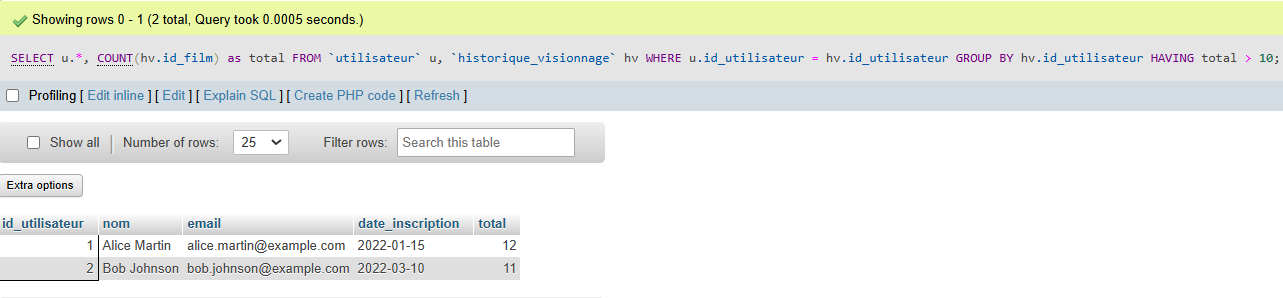 Showing rows 0 - 1 (2 total, Query took 0.0005 seconds.)
SELECT u.*, COUNT(hv.id_film) as total FROM `utilisateur` u, `historique_visionnage` hv WHERE u.id_utilisateur = hv.id_utilisateur GROUP BY hv.id_utilisateur HAVING total > 10;
Profiling [ Edit inline ] [ Edit ] [ Explain SQL ] [ Create PHP code ] [ Refresh ]
Show all | Number of rows: 25 Filter rows: Search this table
Extra options
id_utilisateur nom email date_inscription total
1 Alice Martin alice.martin@example.com 2022-01-15 12
2 Bob Johnson bob.johnson@example.com 2022-03-10 11